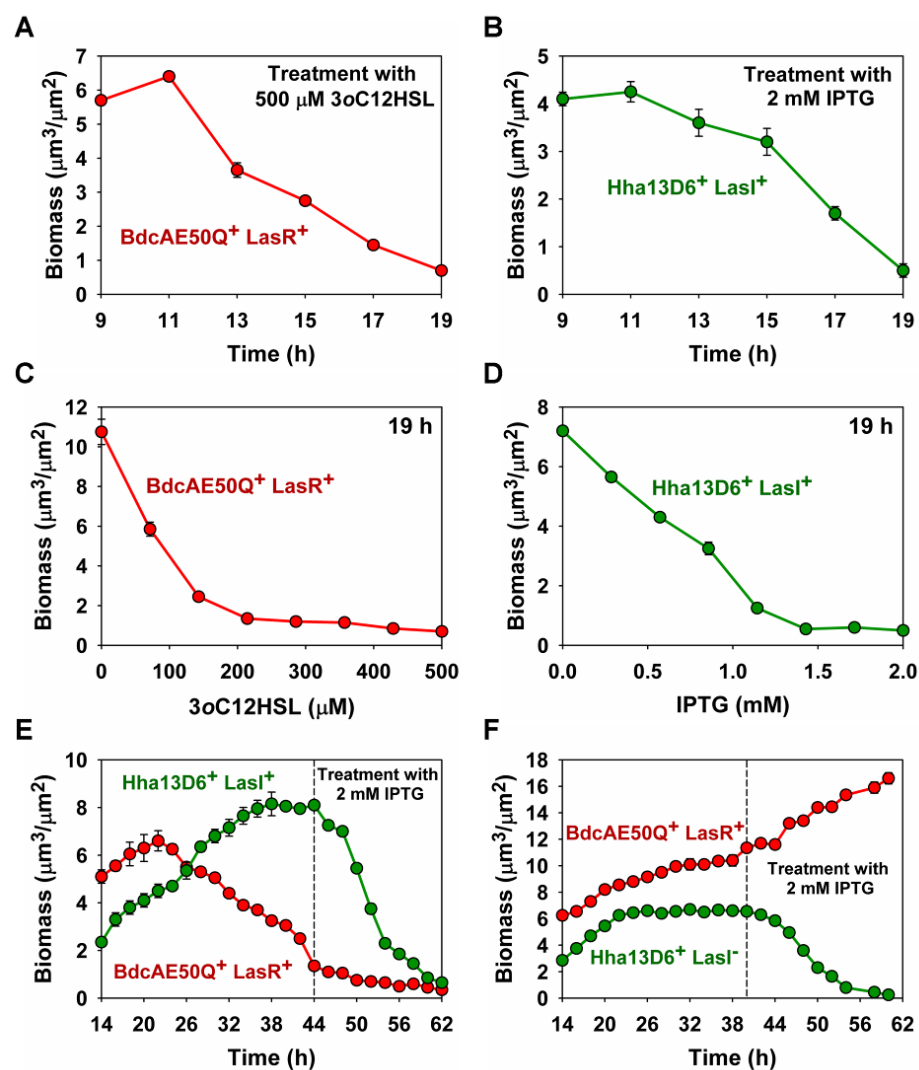 A
Biomass (μm³/μm²)
7
6
5
4
3
2
1
0
Treatment with
500 μM 3oC12HSL
BdcAE50Q⁺ LasR⁺
9 11 13 15 17 19
Time (h)
B
Biomass (μm³/μm²)
5
4
3
2
1
0
Treatment with
2 mM IPTG
Hha13D6⁺ LasI⁺
9 11 13 15 17 19
Time (h)
C
Biomass (μm³/μm²)
12
10
8
6
4
2
0
19 h
BdcAE50Q⁺ LasR⁺
0 100 200 300 400 500
3oC12HSL (μM)
D
Biomass (μm³/μm²)
8
6
4
2
0
19 h
Hha13D6⁺ LasI⁺
0.0 0.5 1.0 1.5 2.0
IPTG (mM)
E
Biomass (μm³/μm²)
10
8
6
4
2
0
Hha13D6⁺ LasI⁺
Treatment with
2 mM IPTG
BdcAE50Q⁺ LasR⁺
14 20 26 32 38 44 50 56 62
Time (h)
F
Biomass (μm³/μm²)
18
16
14
12
10
8
6
4
2
0
BdcAE50Q⁺ LasR⁺
Treatment with
2 mM IPTG
Hha13D6⁺ LasI⁻
14 20 26 32 38 44 50 56 62
Time (h)